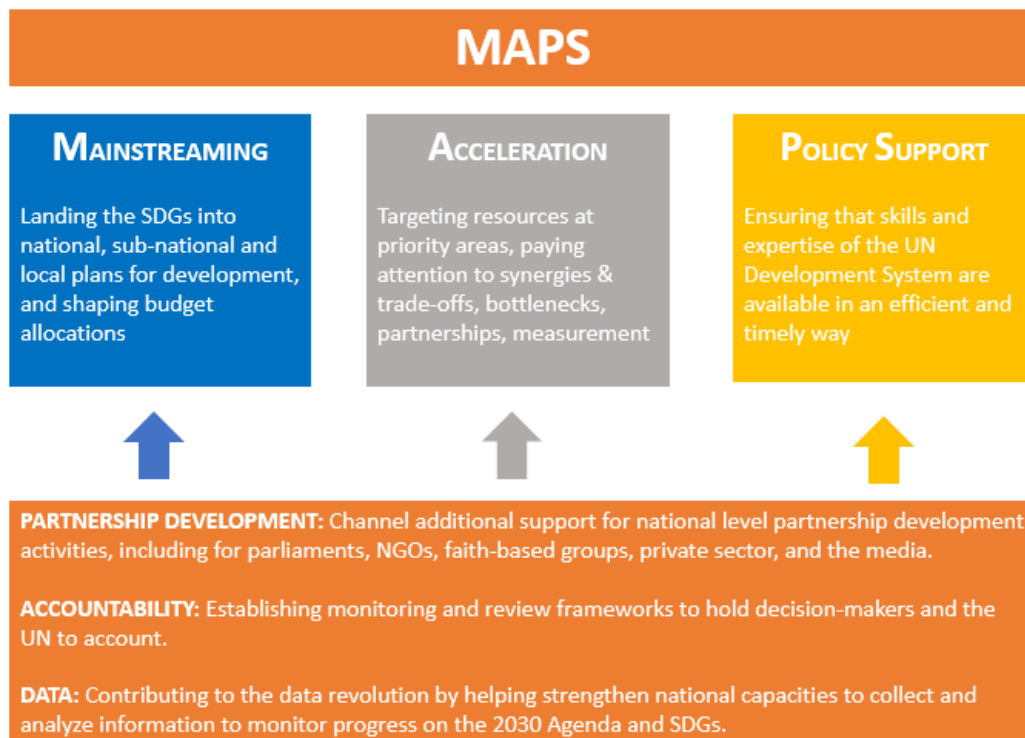 MAPS
MAINSTREAMING
Landing the SDGs into
national, sub-national and
local plans for development,
and shaping budget
allocations
ACCELERATION
Targeting resources at
priority areas, paying
attention to synergies &
trade-offs, bottlenecks,
partnerships, measurement
POLICY SUPPORT
Ensuring that skills and
expertise of the UN
Development System are
available in an efficient and
timely way
PARTNERSHIP DEVELOPMENT: Channel additional support for national level partnership development
activities, including for parliaments, NGOs, faith-based groups, private sector, and the media.
ACCOUNTABILITY: Establishing monitoring and review frameworks to hold decision-makers and the
UN to account.
DATA: Contributing to the data revolution by helping strengthen national capacities to collect and
analyze information to monitor progress on the 2030 Agenda and SDGs.